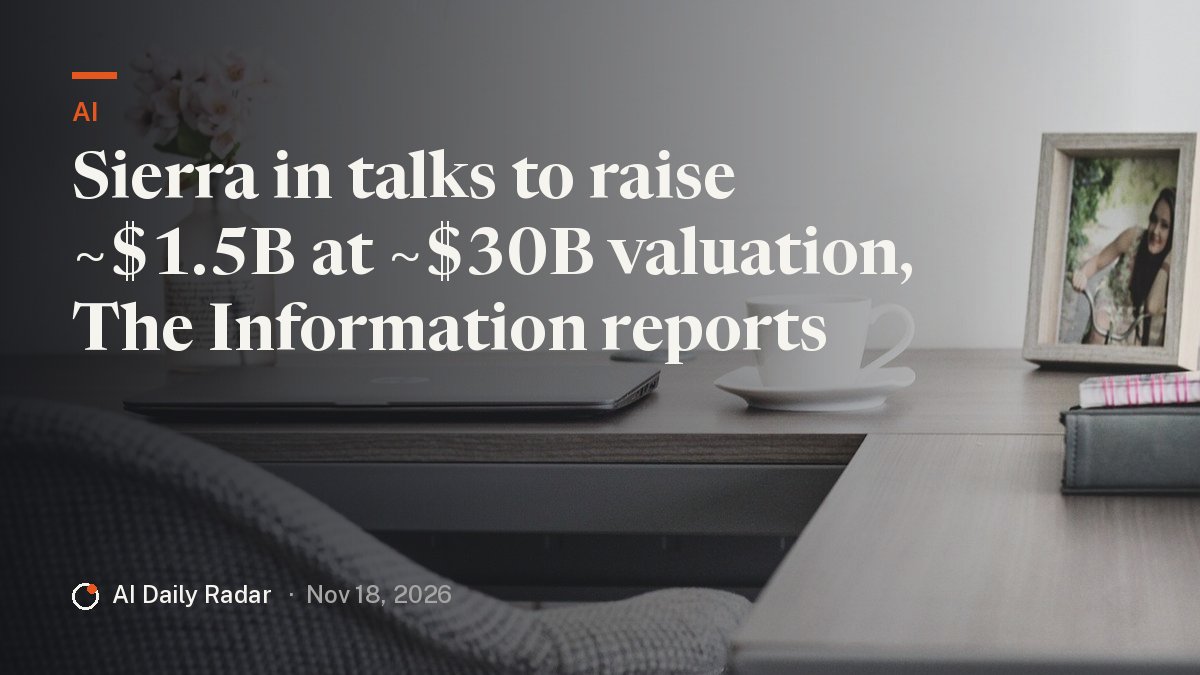 AI
Sierra in talks to raise
~$1.5B at ~$30B valuation,
The Information reports
AI Daily Radar · Nov 18, 2026